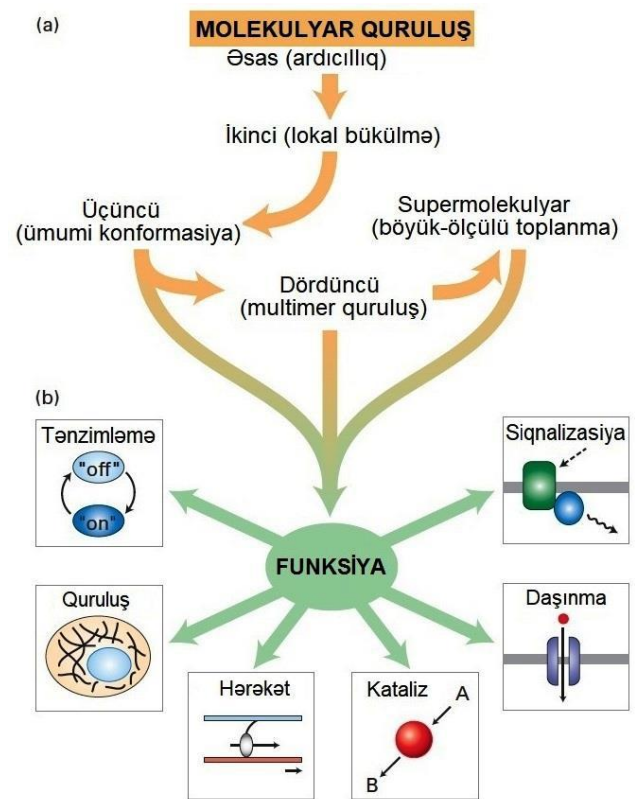 (a)
MOLEKULYAR QURULUŞ
Əsas (ardıcıllıq)
İkinci (lokal bükülmə)
Üçüncü
(ümumi konformasiya)
Supermolekulyar
(böyük-ölçülü toplanma)
Dördüncü
(multimer quruluş)
(b)
Tənzimləmə
"off"
"on"
Siqnalizasiya
FUNKSİYA
Quruluş
Daşınma
Hərəkət
Kataliz
A
B